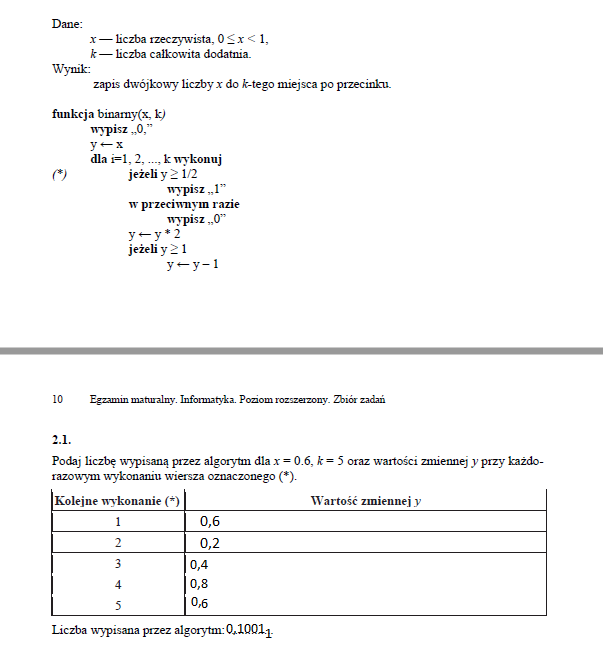 Dane:
x — liczba rzeczywista, 0 ≤ x < 1,
k — liczba całkowita dodatnia.
Wynik:
zapis dwójkowy liczby x do k-tego miejsca po przecinku.
funkcja binarny(x, k)
wypisz „0,”
y ← x
dla i=1, 2, ..., k wykonuj
(*) jeżeli y ≥ 1/2
wypisz „1”
w przeciwnym razie
wypisz „0”
y ← y * 2
jeżeli y ≥ 1
y ← y – 1
10 Egzamin maturalny. Informatyka. Poziom rozszerzony. Zbiór zadań
2.1.
Podaj liczbę wypisaną przez algorytm dla x = 0.6, k = 5 oraz wartości zmiennej y przy każdo-
razowym wykonaniu wiersza oznaczonego (*).
Kolejne wykonanie (*) Wartość zmiennej y
1 0,6
2 0,2
3 0,4
4 0,8
5 0,6
Liczba wypisana przez algorytm: 0,10011.